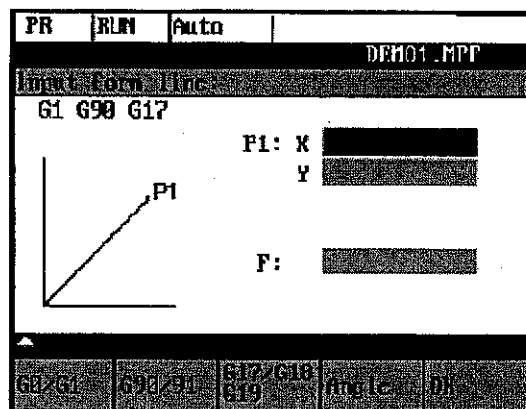 PR RUN Auto
DEMO1.MPF
Input form line:
G1 G90 G17
P1: X
Y
P1
F:
G0/G1 G90/91 G17/G18 G19 Angle OK